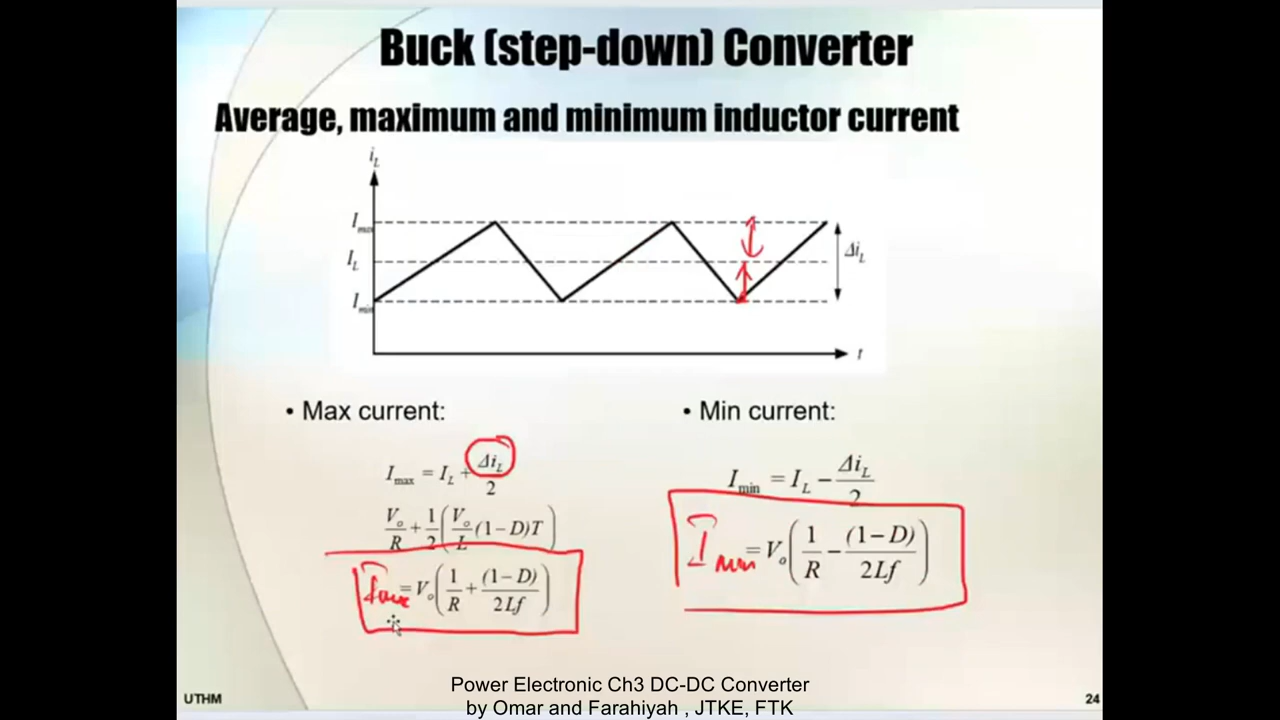 Buck (step-down) Converter
Average, maximum and minimum inductor current
i_L
I_max
I_L
I_min
Δi_L
t
• Max current:
I_max = I_L + Δi_L/2
V_o/R + 1/2 (V_o/L (1−D)T)
= V_o (1/R + (1−D)/2Lf)
• Min current:
I_min = I_L − Δi_L/2
I_min = V_o (1/R − (1−D)/2Lf)
UTHM
Power Electronic Ch3 DC-DC Converter
by Omar and Farahiyah , JTKE, FTK
24